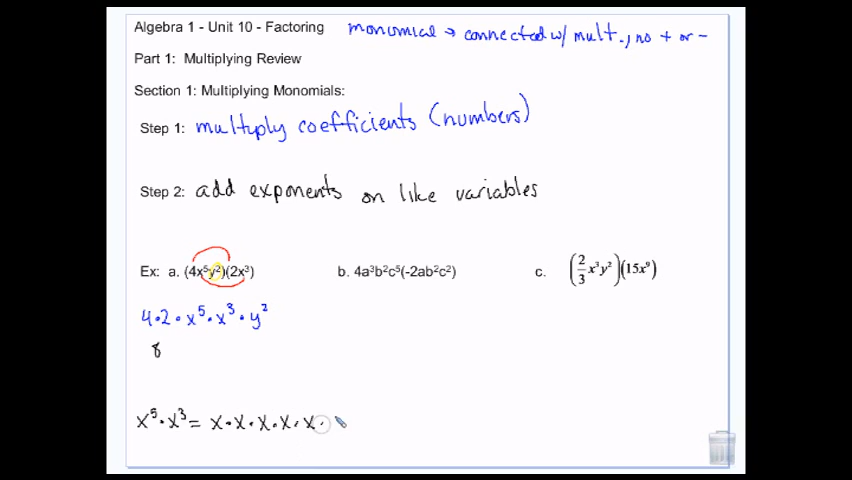 Algebra 1 - Unit 10 - Factoring monomial → connected w/ mult., no + or -
Part 1: Multiplying Review
Section 1: Multiplying Monomials:
Step 1: multiply coefficients (numbers)
Step 2: add exponents on like variables
Ex: a. (4x⁵y²)(2x³) b. 4a³b²c⁵(-2ab²c²) c. (2/3 x³y²)(15x⁹)
4·2·x⁵·x³·y²
8
x⁵·x³= x·x·x·x·x·